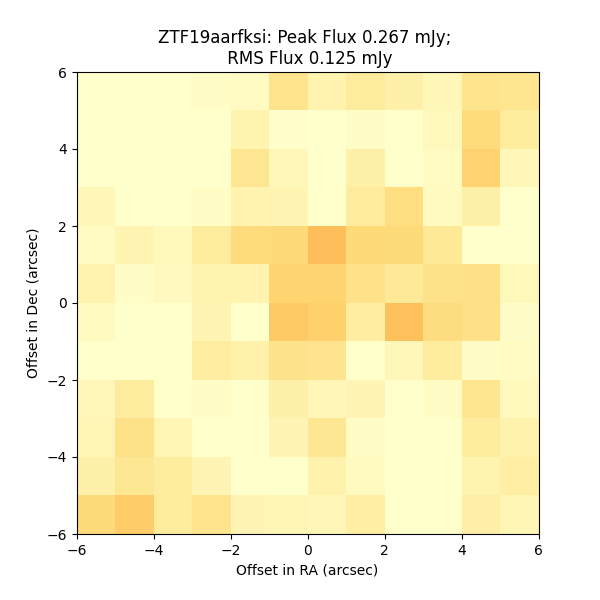 ZTF19aarfksi: Peak Flux 0.267 mJy;
RMS Flux 0.125 mJy
6
4
2
0
−2
−4
−6
Offset in Dec (arcsec)
−6 −4 −2 0 2 4 6
Offset in RA (arcsec)